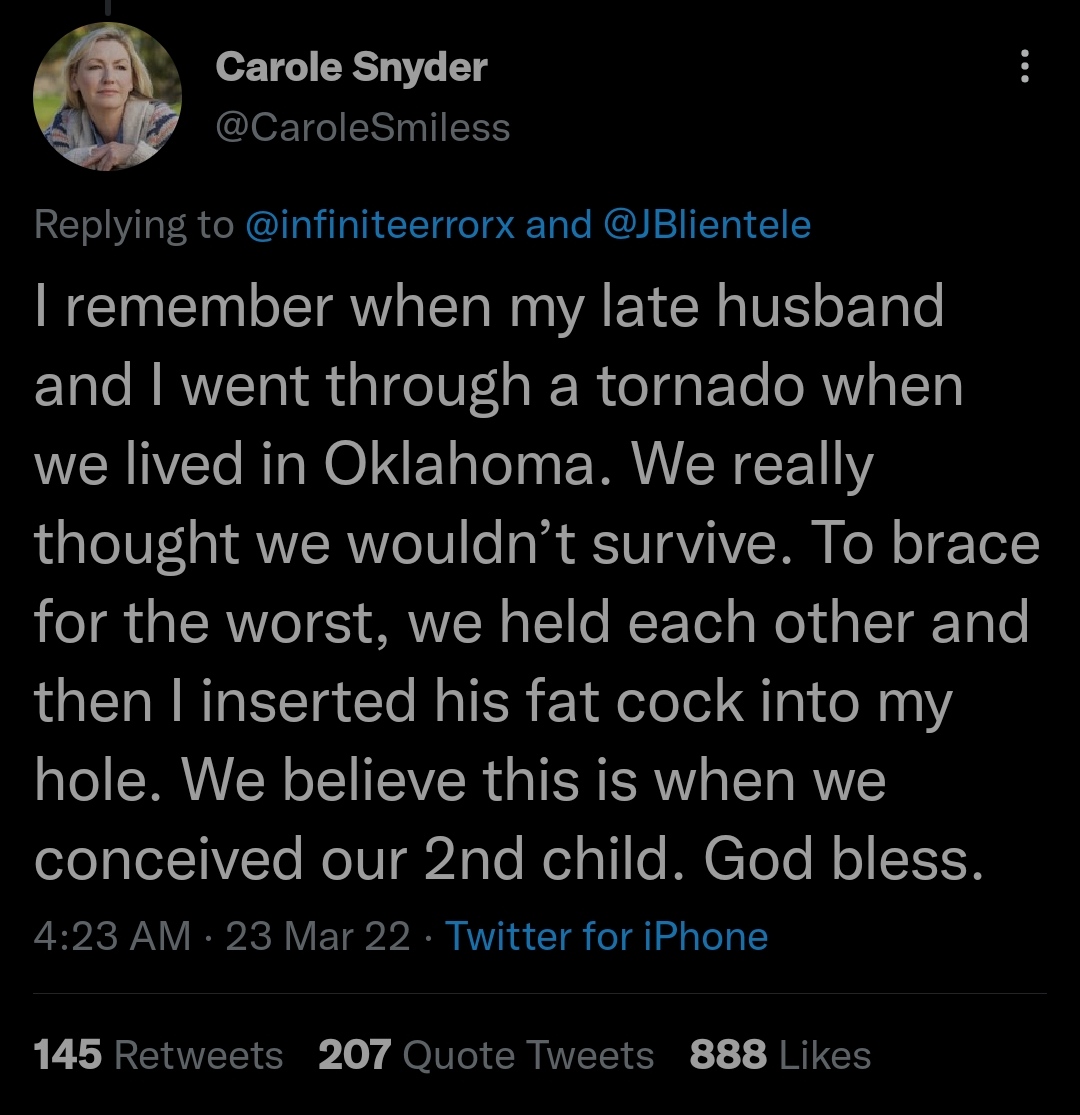 Carole Snyder
@CaroleSmiless
Replying to @infiniteerrorx and @JBlientele
I remember when my late husband
and I went through a tornado when
we lived in Oklahoma. We really
thought we wouldn’t survive. To brace
for the worst, we held each other and
then I inserted his fat cock into my
hole. We believe this is when we
conceived our 2nd child. God bless.
4:23 AM · 23 Mar 22 · Twitter for iPhone
145 Retweets 207 Quote Tweets 888 Likes